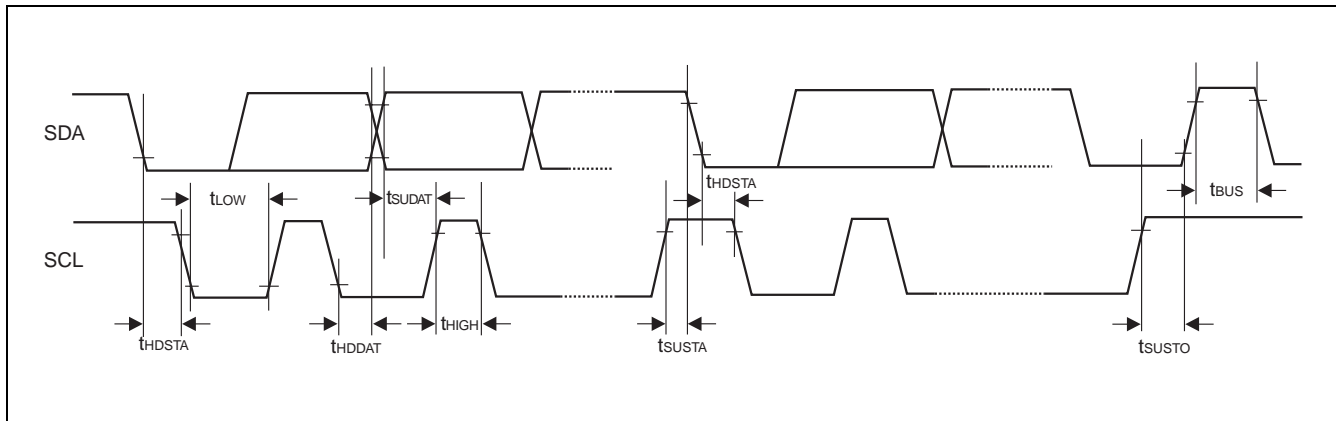 SDA
tHDSTA
tLOW
tSUDAT
tBUS
SCL
tHIGH
tHDSTA
tHDDAT
tSUSTA
tSUSTO